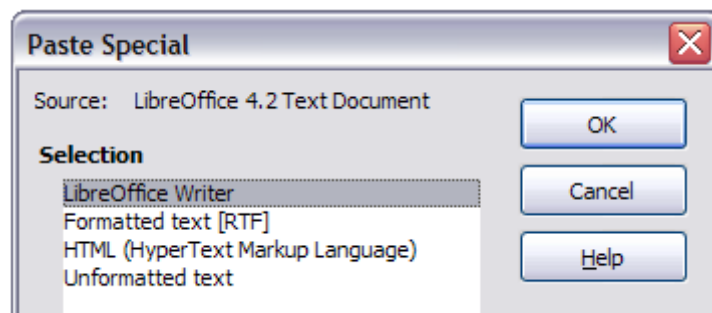 Paste Special
Source: LibreOffice 4.2 Text Document
OK
Selection
LibreOffice Writer
Cancel
Formatted text [RTF]
HTML (HyperText Markup Language)
Help
Unformatted text